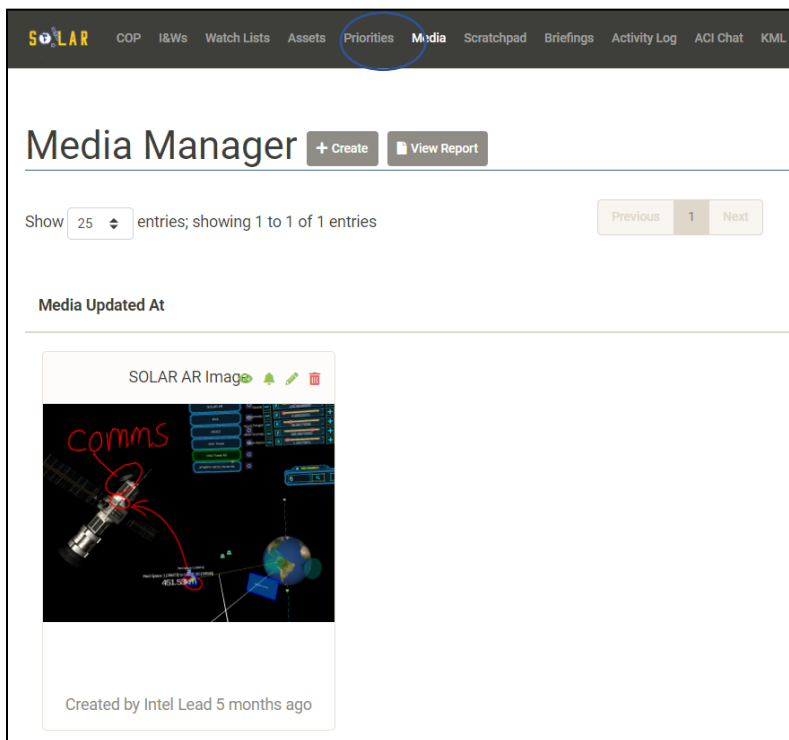 SOLAR COP I&Ws Watch Lists Assets Priorities Media Scratchpad Briefings Activity Log ACI Chat KML
Media Manager + Create View Report
Show 25 entries; showing 1 to 1 of 1 entries Previous 1 Next
Media Updated At
SOLAR AR Image
comms
451.53km
Created by Intel Lead 5 months ago